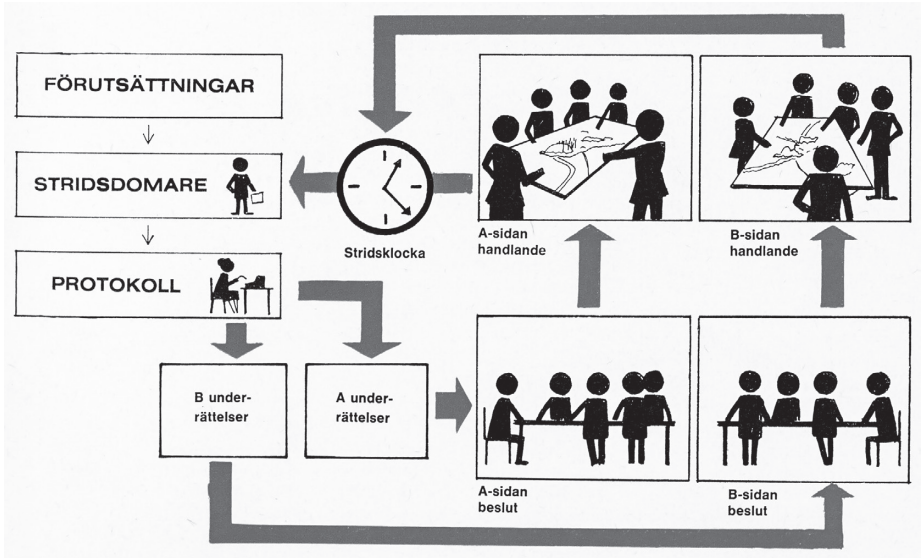 FÖRUTSÄTTNINGAR
STRIDSDOMARE
PROTOKOLL
Stridsklocka
A-sidan
handlande
B-sidan
handlande
B under-
rättelser
A under-
rättelser
A-sidan
beslut
B-sidan
beslut